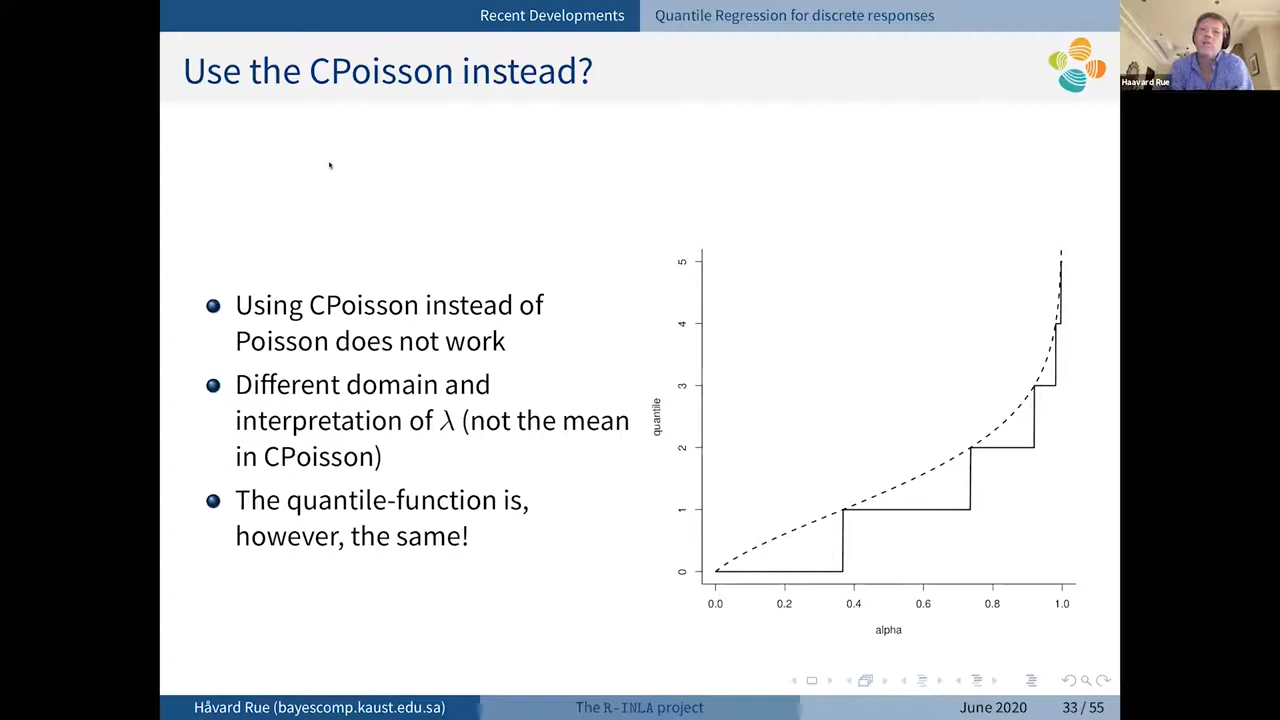 Recent Developments
Quantile Regression for discrete responses
Use the CPoisson instead?
Haavard Rue
Using CPoisson instead of
Poisson does not work
Different domain and
interpretation of λ (not the mean
in CPoisson)
The quantile-function is,
however, the same!
quantile
5
4
3
2
1
0
0.0 0.2 0.4 0.6 0.8 1.0
alpha
Håvard Rue (bayescomp.kaust.edu.sa)
The R-INLA project
June 2020
33 / 55